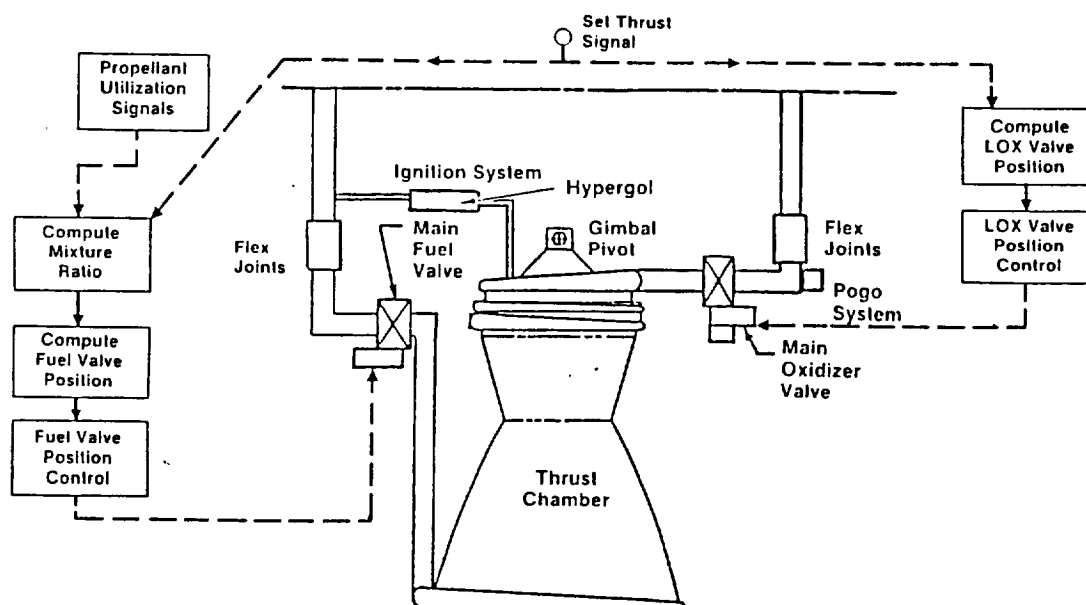 Set Thrust
Signal
Propellant
Utilization
Signals
Compute
LOX Valve
Position
Ignition System
Hypergol
Main
Fuel
Valve
Gimbal
Pivot
Flex
Joints
Flex
Joints
Compute
Mixture
Ratio
LOX Valve
Position
Control
Pogo
System
Compute
Fuel Valve
Position
Main
Oxidizer
Valve
Fuel Valve
Position
Control
Thrust
Chamber